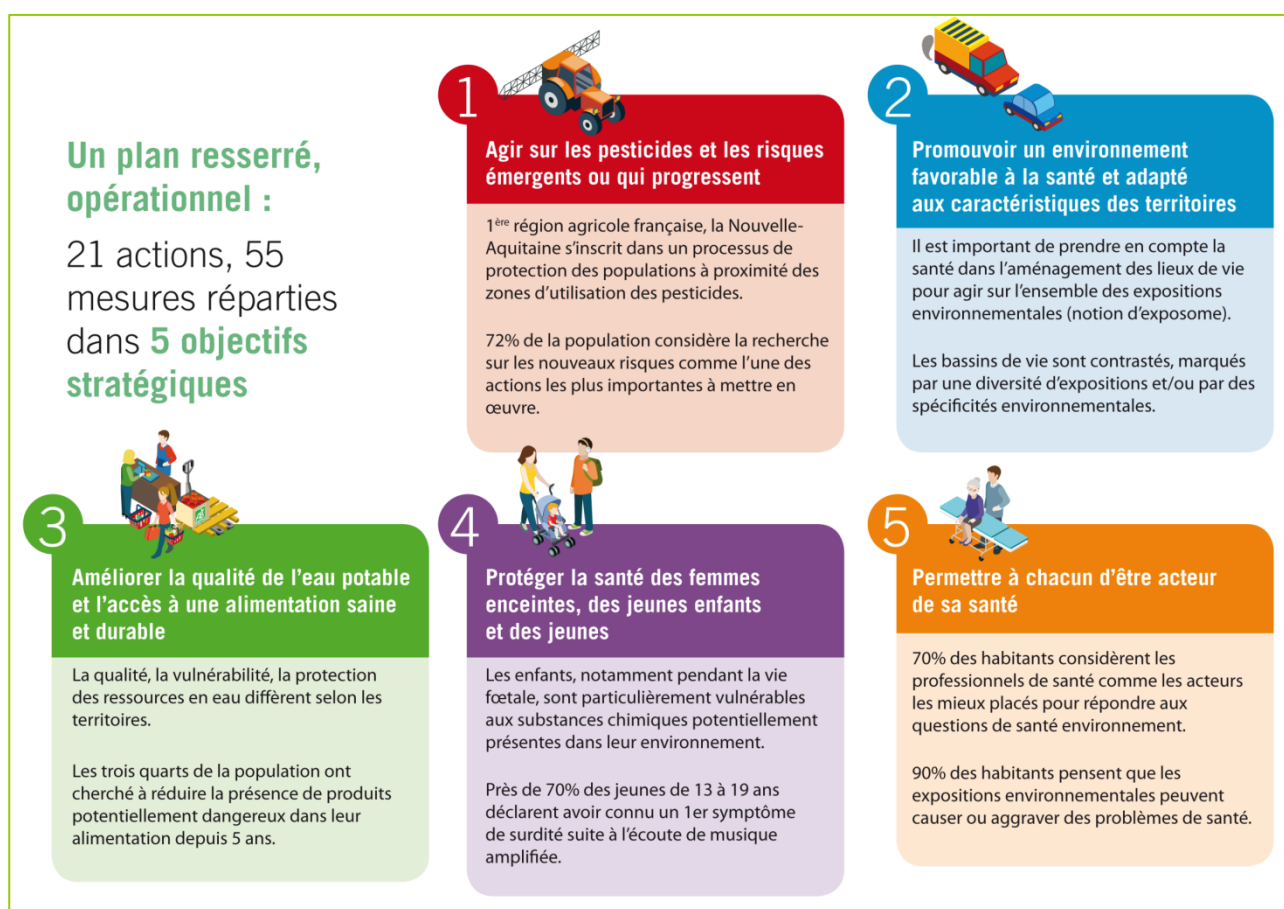 Un plan resserré,
opérationnel :
21 actions, 55
mesures réparties
dans 5 objectifs
stratégiques
1
Agir sur les pesticides et les risques
émergents ou qui progressent
1ère région agricole française, la Nouvelle-
Aquitaine s’inscrit dans un processus de
protection des populations à proximité des
zones d’utilisation des pesticides.
72% de la population considère la recherche
sur les nouveaux risques comme l’une des
actions les plus importantes à mettre en
œuvre.
2
Promouvoir un environnement
favorable à la santé et adapté
aux caractéristiques des territoires
Il est important de prendre en compte la
santé dans l’aménagement des lieux de vie
pour agir sur l’ensemble des expositions
environnementales (notion d’exposome).
Les bassins de vie sont contrastés, marqués
par une diversité d’expositions et/ou par des
spécificités environnementales.
3
Améliorer la qualité de l’eau potable
et l’accès à une alimentation saine
et durable
La qualité, la vulnérabilité, la protection
des ressources en eau diffèrent selon les
territoires.
Les trois quarts de la population ont
cherché à réduire la présence de produits
potentiellement dangereux dans leur
alimentation depuis 5 ans.
4
Protéger la santé des femmes
enceintes, des jeunes enfants
et des jeunes
Les enfants, notamment pendant la vie
fœtale, sont particulièrement vulnérables
aux substances chimiques potentiellement
présentes dans leur environnement.
Près de 70% des jeunes de 13 à 19 ans
déclarent avoir connu un 1er symptôme
de surdité suite à l’écoute de musique
amplifiée.
5
Permettre à chacun d’être acteur
de sa santé
70% des habitants considèrent les
professionnels de santé comme les acteurs
les mieux placés pour répondre aux
questions de santé environnement.
90% des habitants pensent que les
expositions environnementales peuvent
causer ou aggraver des problèmes de santé.